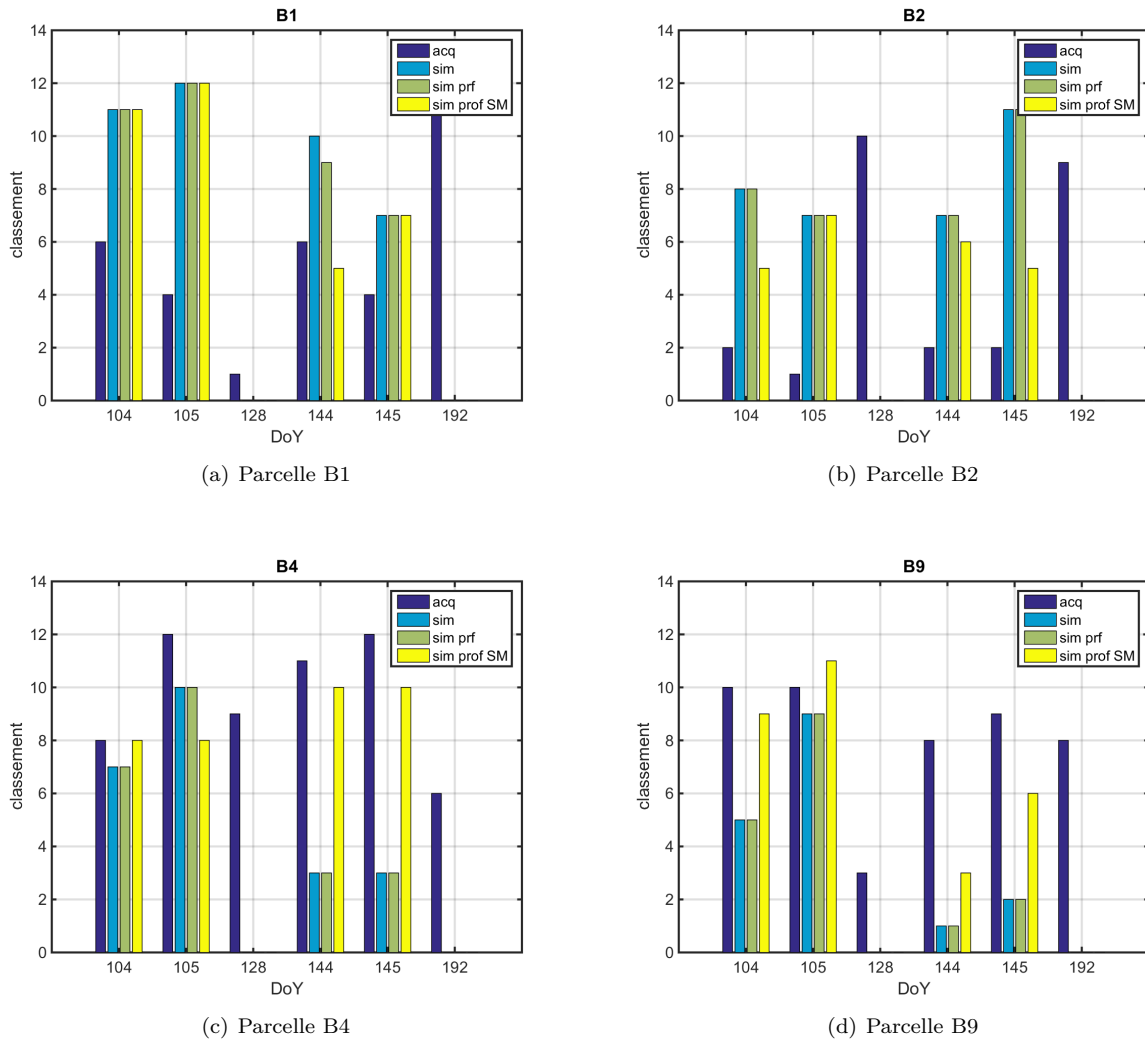 B1
14
12
10
8
6
4
2
0
classement
acq
sim
sim prf
sim prof SM
104 105 128 144 145 192
DoY
(a) Parcelle B1
B2
14
12
10
8
6
4
2
0
classement
acq
sim
sim prf
sim prof SM
104 105 128 144 145 192
DoY
(b) Parcelle B2
B4
14
12
10
8
6
4
2
0
classement
acq
sim
sim prf
sim prof SM
104 105 128 144 145 192
DoY
(c) Parcelle B4
B9
14
12
10
8
6
4
2
0
classement
acq
sim
sim prf
sim prof SM
104 105 128 144 145 192
DoY
(d) Parcelle B9